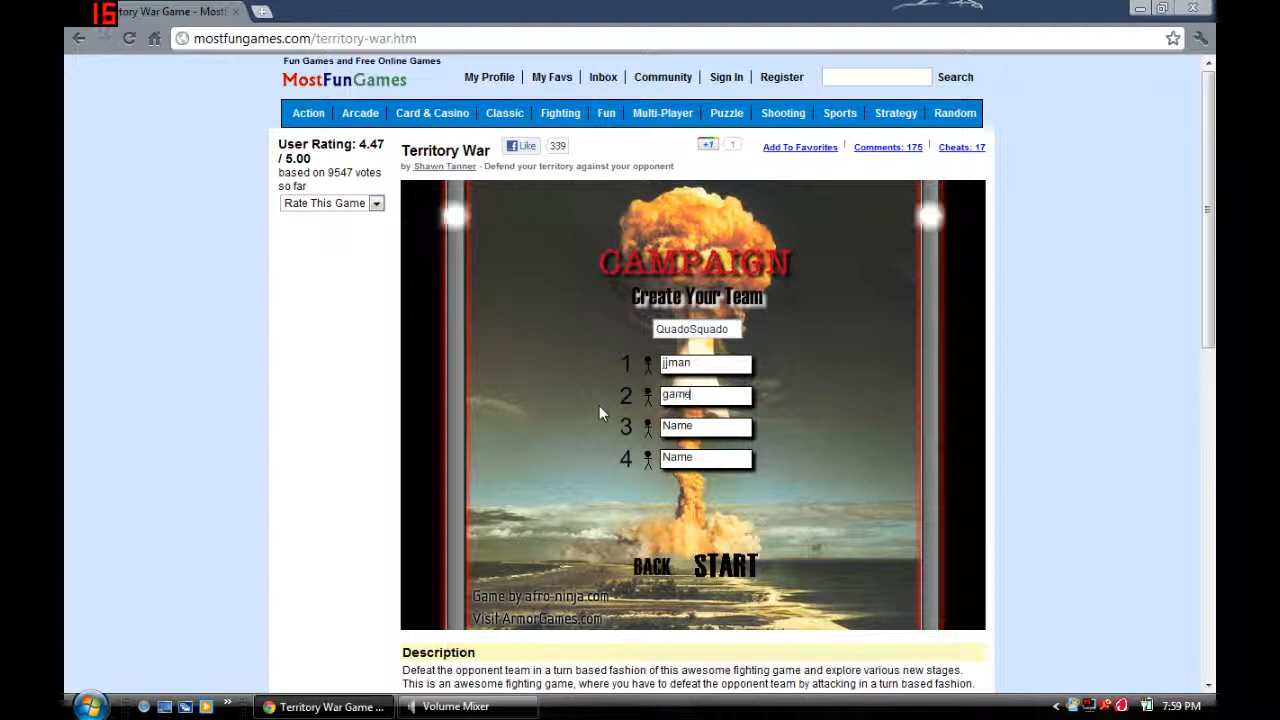 16
tory War Game - Most
mostfungames.com/territory-war.htm
Fun Games and Free Online Games
MostFunGames
My Profile | My Favs | Inbox | Community | Sign In | Register
Search
Action | Arcade | Card & Casino | Classic | Fighting | Fun | Multi-Player | Puzzle | Shooting | Sports | Strategy | Random
User Rating: 4.47
/ 5.00
based on 9547 votes
so far
Rate This Game
Territory War
Like 339
+1 1
Add To Favorites | Comments: 175 | Cheats: 17
by Shawn Tanner - Defend your territory against your opponent
CAMPAIGN
Create Your Team
QuadoSquado
1 jjman
2 game
3 Name
4 Name
BACK START
Game by afro-ninja.com
Visit ArmorGames.com
Description
Defeat the opponent team in a turn based fashion of this awesome fighting game and explore various new stages.
This is an awesome fighting game, where you have to defeat the opponent team by attacking in a turn based fashion.
Territory War Game ...
Volume Mixer
7:59 PM